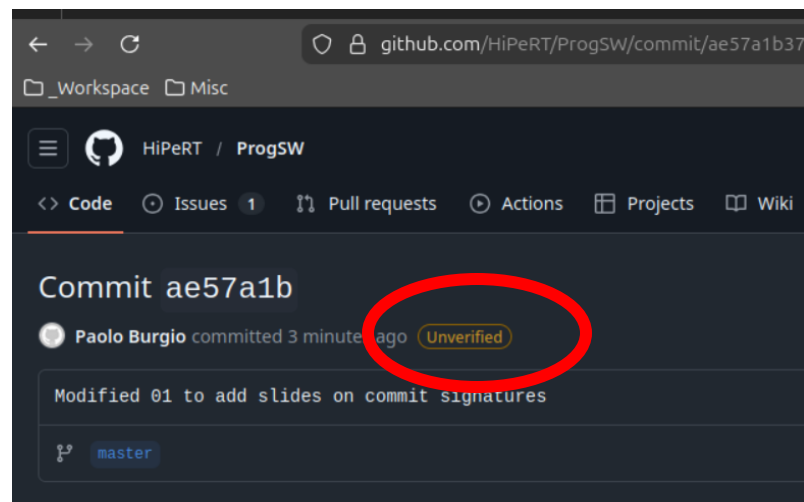 github.com/HiPeRT/ProgSW/commit/ae57a1b37
_Workspace Misc
HiPeRT / ProgSW
Code Issues 1 Pull requests Actions Projects Wiki
Commit ae57a1b
Paolo Burgio committed 3 minute ago Unverified
Modified 01 to add slides on commit signatures
master